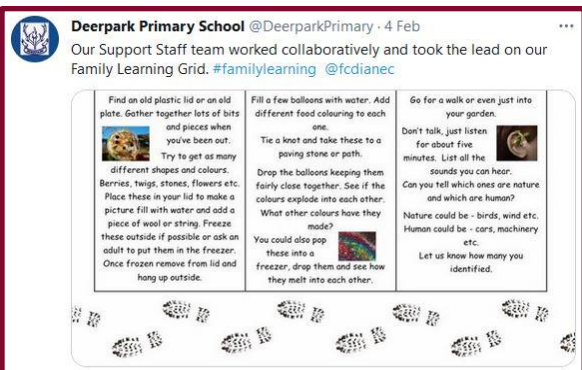 Deerpark Primary School @DeerparkPrimary · 4 Feb
Our Support Staff team worked collaboratively and took the lead on our
Family Learning Grid. #familylearning @fcdianec
Find an old plastic lid or an old
plate. Gather together lots of bits
and pieces when
you've been out.
Try to get as many
different shapes and colours.
Berries, twigs, stones, flowers etc.
Place these in your lid to make a
picture fill with water and add a
piece of wool or string. Freeze
these outside if possible or ask an
adult to put them in the freezer.
Once frozen remove from lid and
hang up outside.
Fill a few balloons with water. Add
different food colouring to each
one.
Tie a knot and take these to a
paving stone or path.
Drop the balloons keeping them
fairly close together. See if the
colours explode into each other.
What other colours have they
made?
You could also pop
these into a
freezer, drop them and see how
they melt into each other.
Go for a walk or even just into
your garden.
Don't talk, just listen
for about five
minutes. List all the
sounds you can hear.
Can you tell which ones are nature
and which are human?
Nature could be - birds, wind etc.
Human could be - cars, machinery
etc.
Let us know how many you
identified.